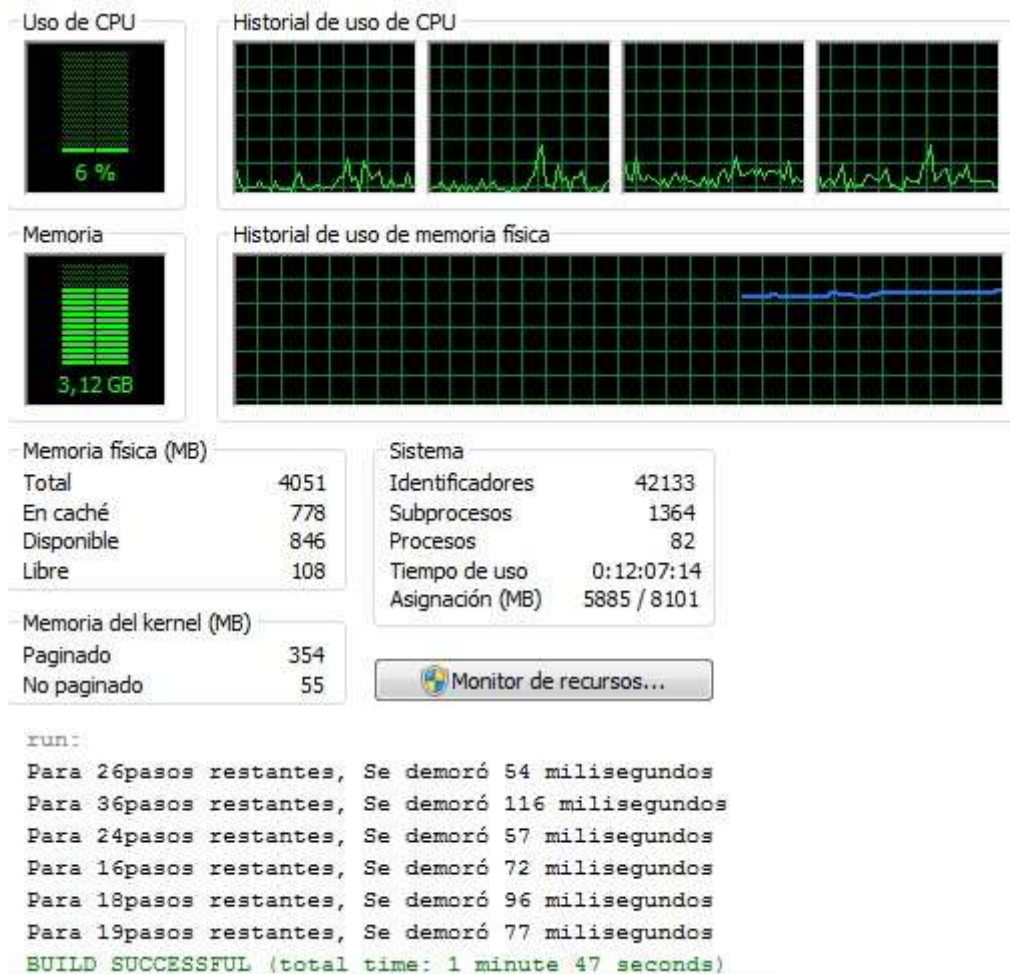 Uso de CPU
Historial de uso de CPU
6 %
Memoria
Historial de uso de memoria física
3,12 GB
Memoria física (MB)
Total 4051
En caché 778
Disponible 846
Libre 108
Sistema
Identificadores 42133
Subprocesos 1364
Procesos 82
Tiempo de uso 0:12:07:14
Asignación (MB) 5885 / 8101
Memoria del kernel (MB)
Paginado 354
No paginado 55
Monitor de recursos...
run:
Para 26pasos restantes, Se demoró 54 milisegundos
Para 36pasos restantes, Se demoró 116 milisegundos
Para 24pasos restantes, Se demoró 57 milisegundos
Para 16pasos restantes, Se demoró 72 milisegundos
Para 18pasos restantes, Se demoró 96 milisegundos
Para 19pasos restantes, Se demoró 77 milisegundos
BUILD SUCCESSFUL (total time: 1 minute 47 seconds)